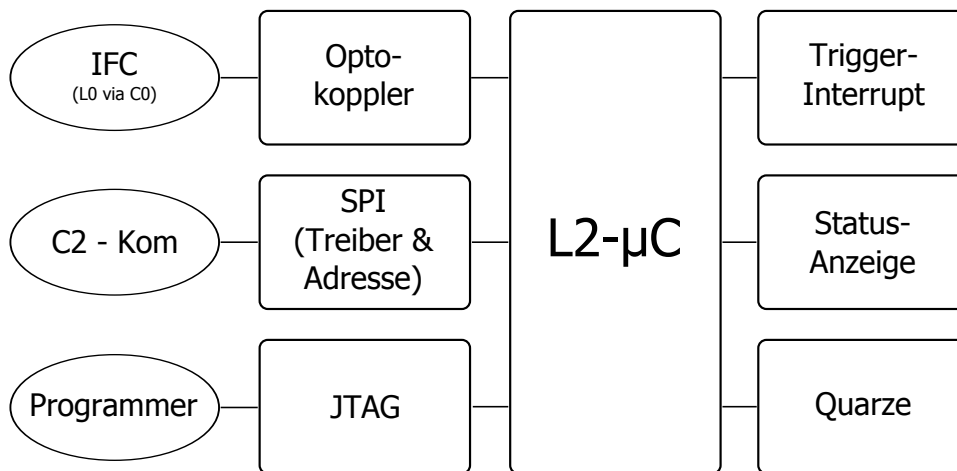 IFC
(L0 via C0)
Opto-
koppler
Trigger-
Interrupt
C2 - Kom
SPI
(Treiber &
Adresse)
L2-µC
Status-
Anzeige
Programmer
JTAG
Quarze